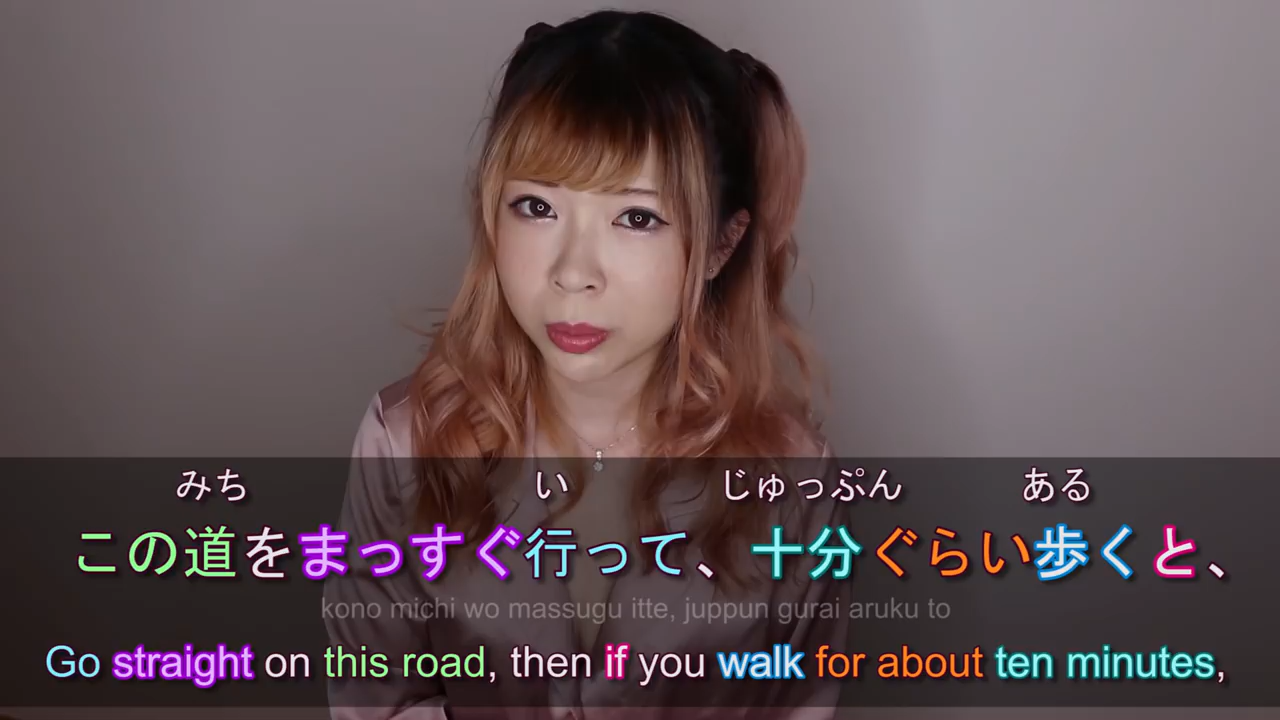 みち い じゅっぷん ある
この道をまっすぐ行って、十分ぐらい歩くと、
kono michi wo massugu itte, juppun gurai aruku to
Go straight on this road, then if you walk for about ten minutes,